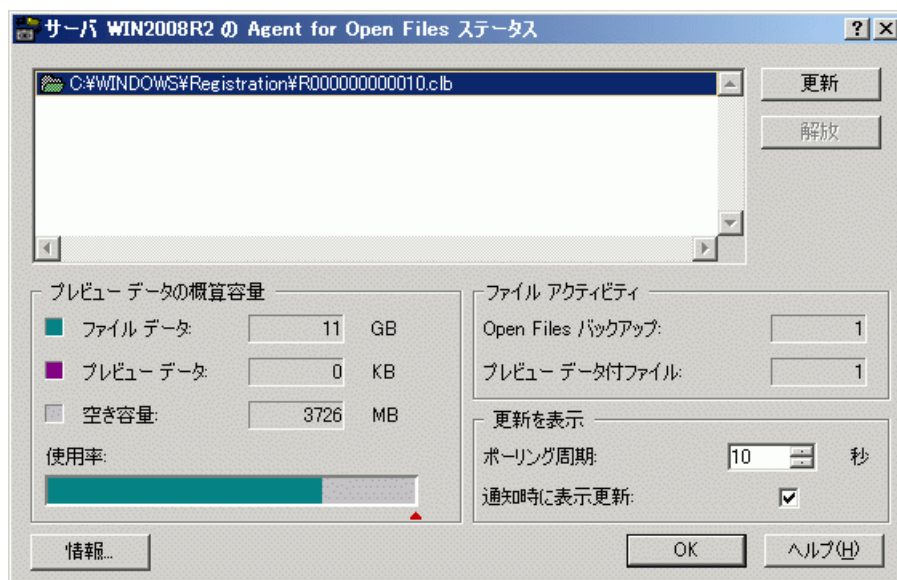 サーバ WIN2008R2 の Agent for Open Files ステータス
C:¥WINDOWS¥Registration¥R000000000010.clb
更新
解放
プレビュー データの概算容量
ファイル データ: 11 GB
プレビュー データ: 0 KB
空き容量: 3726 MB
使用率:
ファイル アクティビティ
Open Files バックアップ: 1
プレビュー データ付ファイル: 1
更新を表示
ポーリング周期: 10 秒
通知時に表示更新:
情報...
OK
ヘルプ(H)